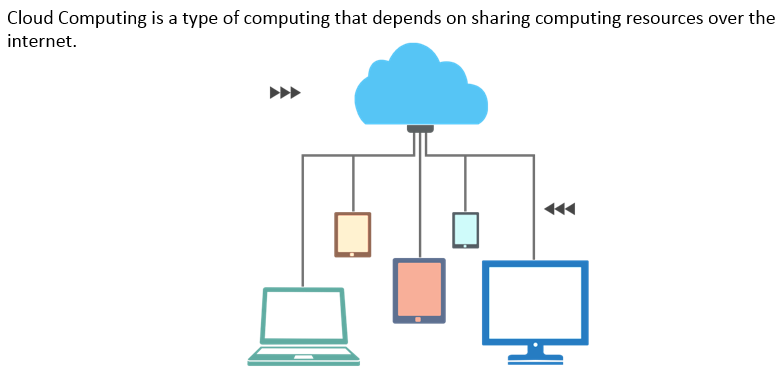 Cloud Computing is a type of computing that depends on sharing computing resources over the
internet.